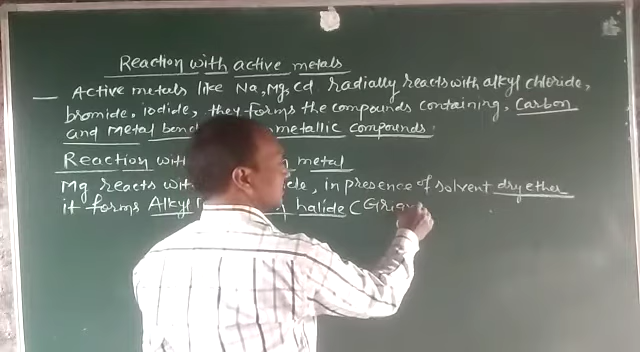 Reaction with active metals
Active metals like Na, Mg, Cd radially reacts with alkyl chloride,
bromide, iodide, they forms the compounds containing, Carbon
and Metal bond metallic compounds.
Reaction with metal
Mg reacts with in presence of solvent dry ether
it forms Alkyl halide (Grign